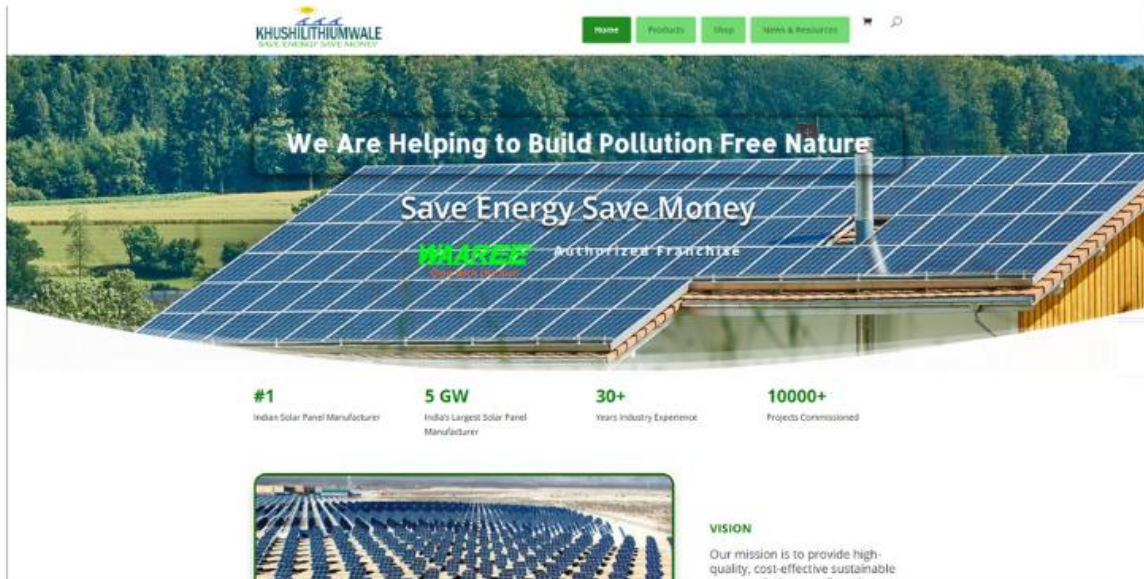 KHUSHILITHIUMWALE
SAVE ENERGY SAVE MONEY
Home
Products
Shop
News & Resources
We Are Helping to Build Pollution Free Nature
Save Energy Save Money
WAAREE
Authorized Franchise
#1
Indian Solar Panel Manufacturer
5 GW
India's Largest Solar Panel
Manufacturer
30+
Years Industry Experience
10000+
Projects Commissioned
VISION
Our mission is to provide high-
quality, cost-effective sustainable